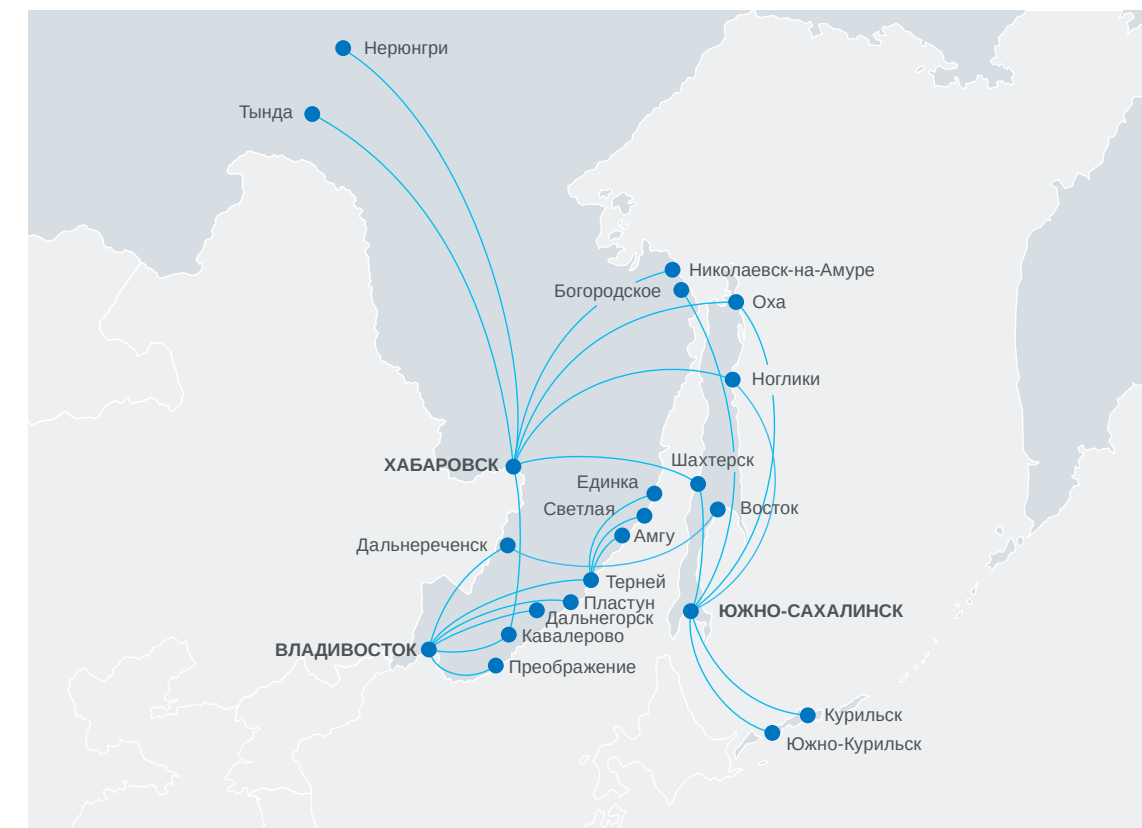 Нерюнгри
Тында
Николаевск-на-Амуре
Богородское
Оха
Ноглики
Шахтерск
ХАБАРОВСК
Единка
Светлая
Восток
Амгу
Дальнереченск
Терней
Пластун
ЮЖНО-САХАЛИНСК
Дальнегорск
Кавалерово
ВЛАДИВОСТОК
Преображение
Курильск
Южно-Курильск